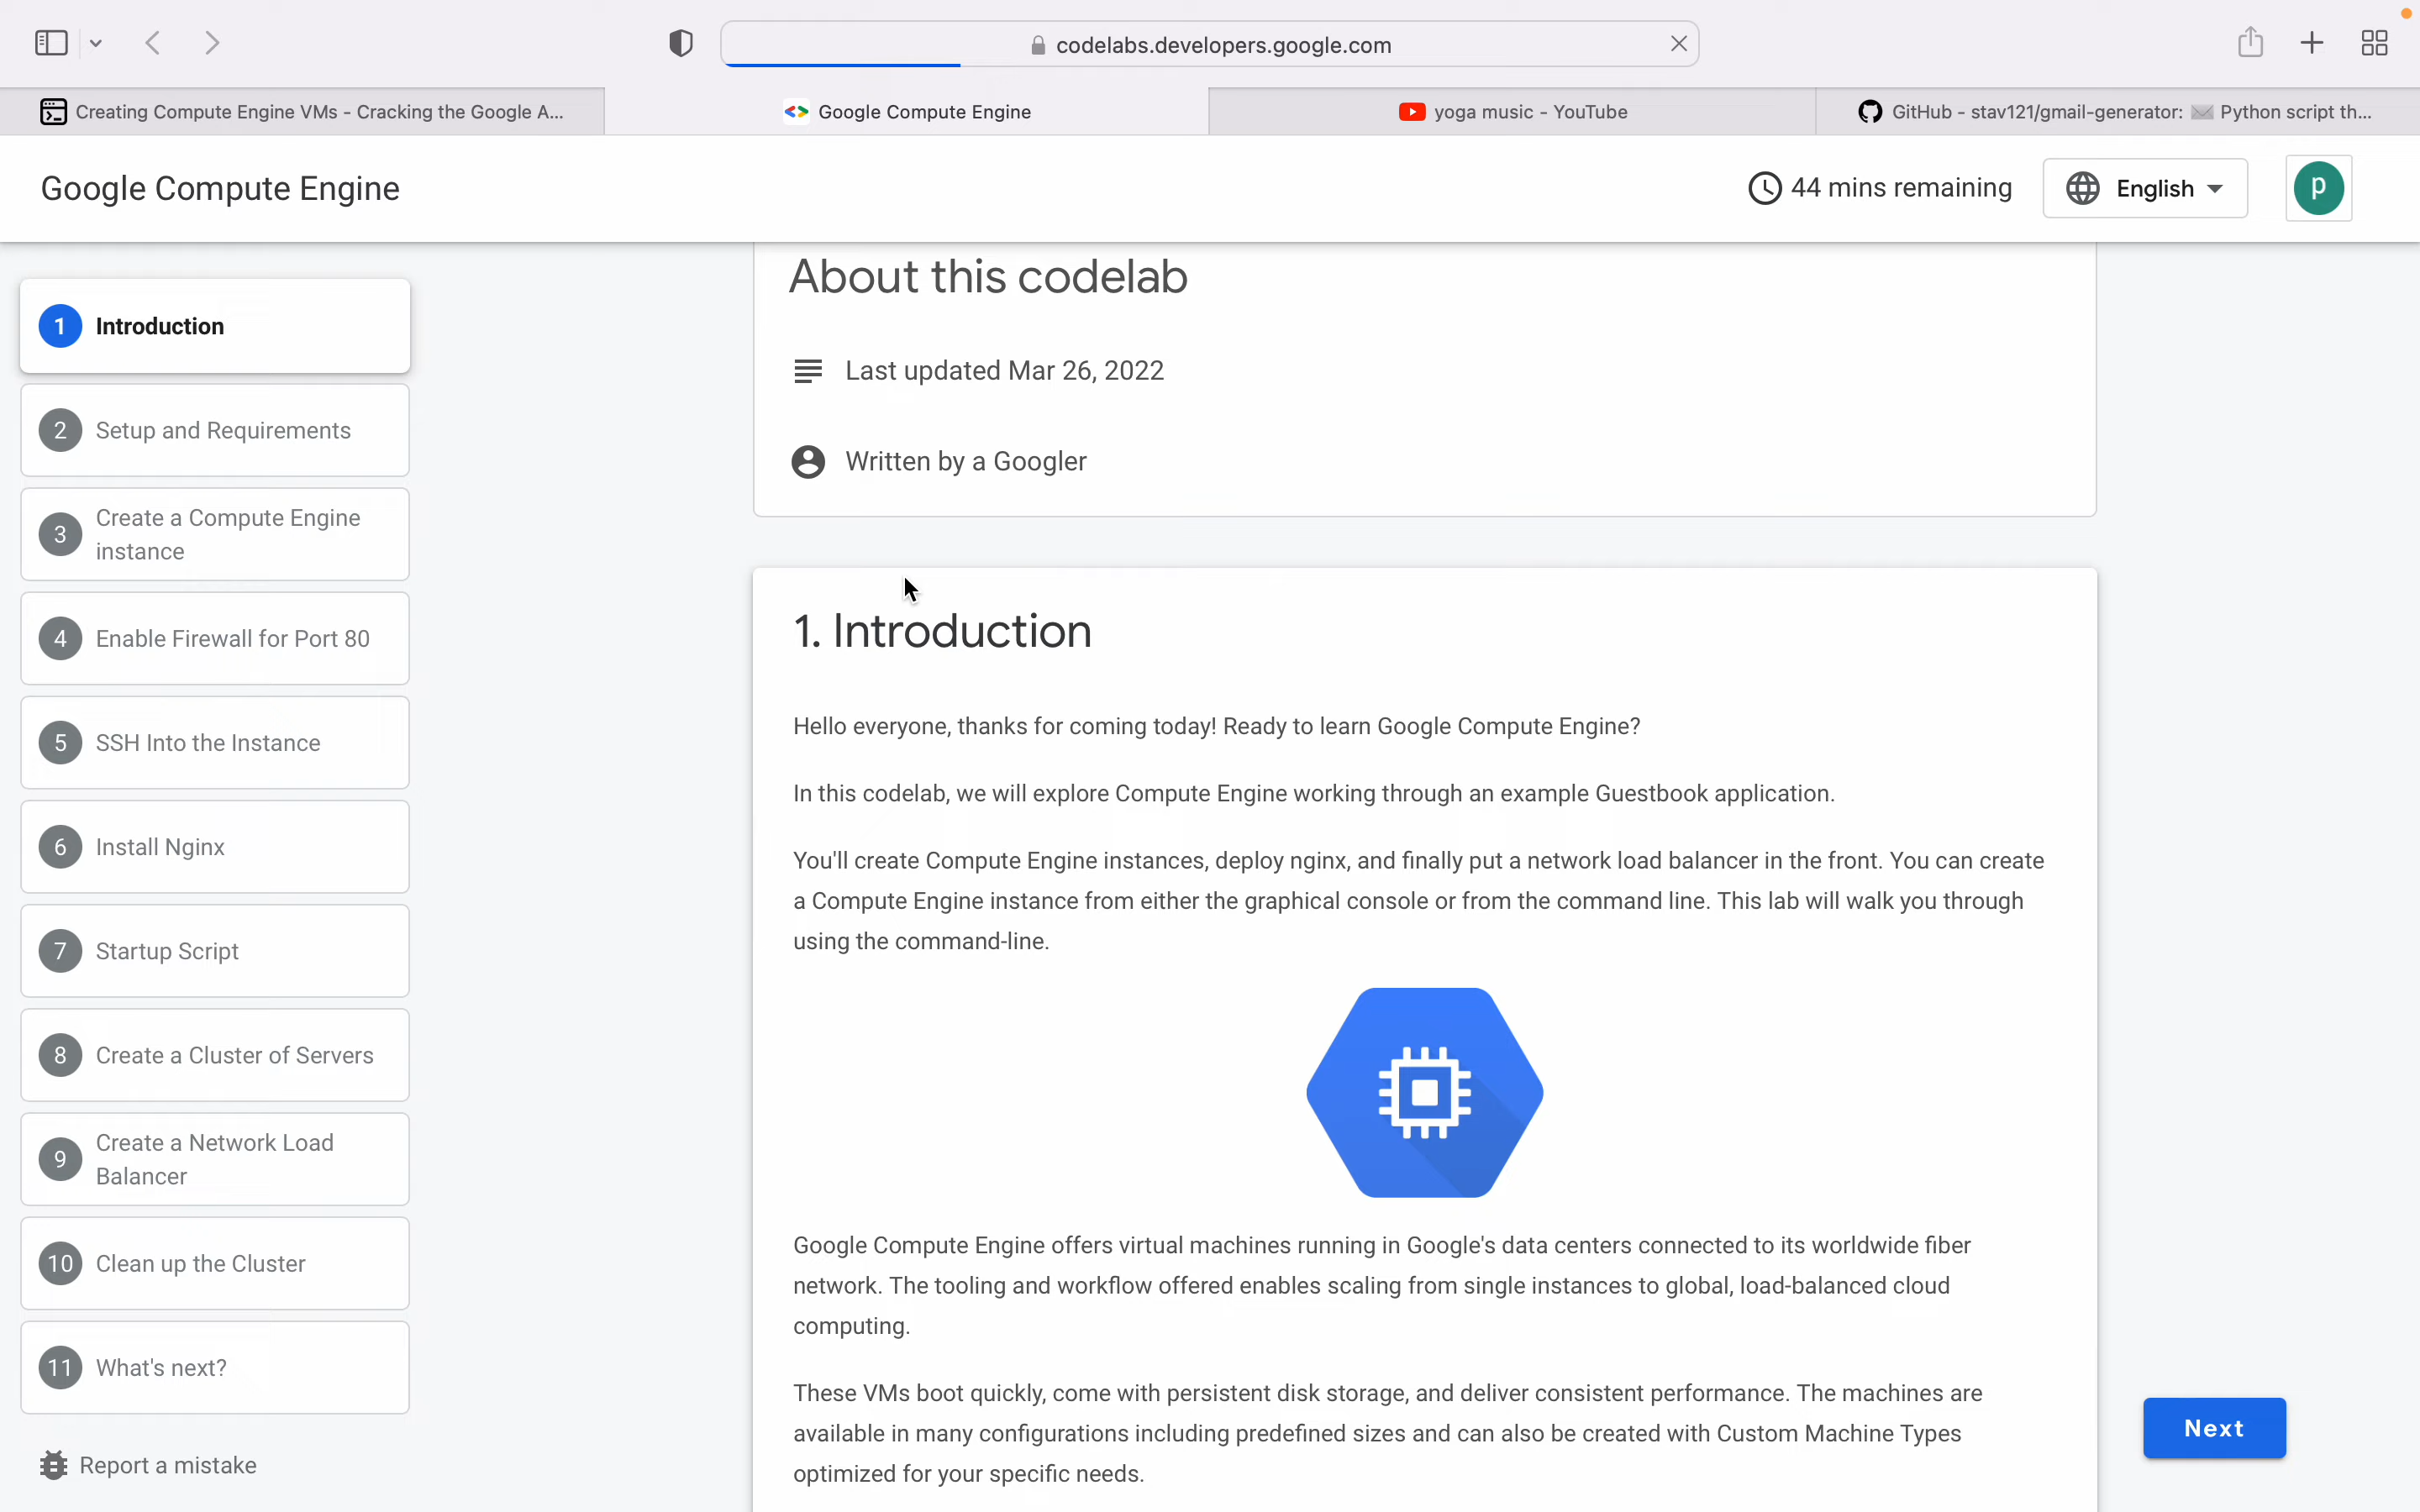 codelabs.developers.google.com
Creating Compute Engine VMs - Cracking the Google A...
Google Compute Engine
yoga music - YouTube
GitHub - stav121/gmail-generator: ✉️ Python script th...
Google Compute Engine
44 mins remaining
English
p
About this codelab
Last updated Mar 26, 2022
Written by a Googler
1 Introduction
2 Setup and Requirements
3 Create a Compute Engine
instance
4 Enable Firewall for Port 80
5 SSH Into the Instance
6 Install Nginx
7 Startup Script
8 Create a Cluster of Servers
9 Create a Network Load
Balancer
10 Clean up the Cluster
11 What's next?
Report a mistake
1. Introduction
Hello everyone, thanks for coming today! Ready to learn Google Compute Engine?
In this codelab, we will explore Compute Engine working through an example Guestbook application.
You'll create Compute Engine instances, deploy nginx, and finally put a network load balancer in the front. You can create
a Compute Engine instance from either the graphical console or from the command line. This lab will walk you through
using the command-line.
Google Compute Engine offers virtual machines running in Google's data centers connected to its worldwide fiber
network. The tooling and workflow offered enables scaling from single instances to global, load-balanced cloud
computing.
These VMs boot quickly, come with persistent disk storage, and deliver consistent performance. The machines are
available in many configurations including predefined sizes and can also be created with Custom Machine Types
optimized for your specific needs.
Next